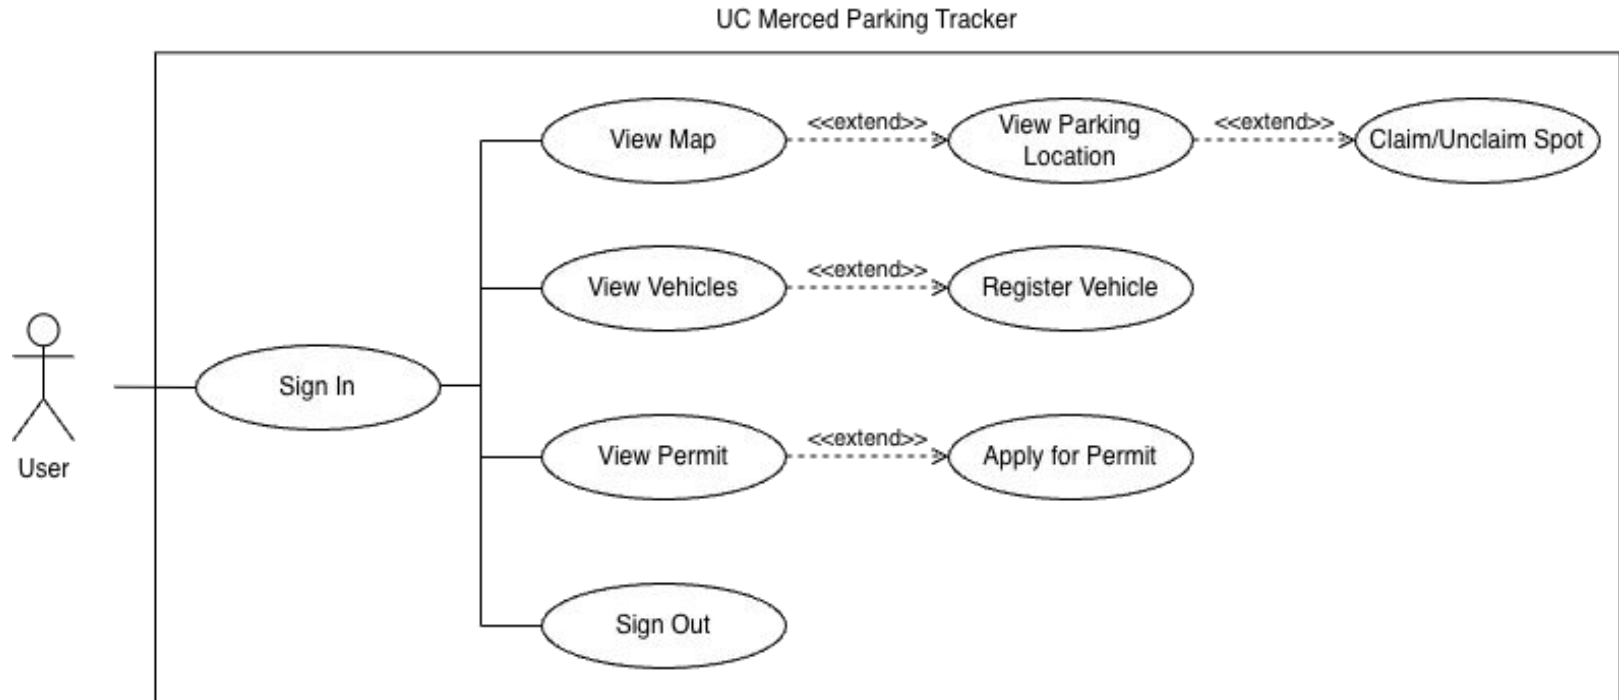 UC Merced Parking Tracker
View Map
<<extend>>
View Parking
Location
<<extend>>
Claim/Unclaim Spot
View Vehicles
<<extend>>
Register Vehicle
User
Sign In
View Permit
<<extend>>
Apply for Permit
Sign Out